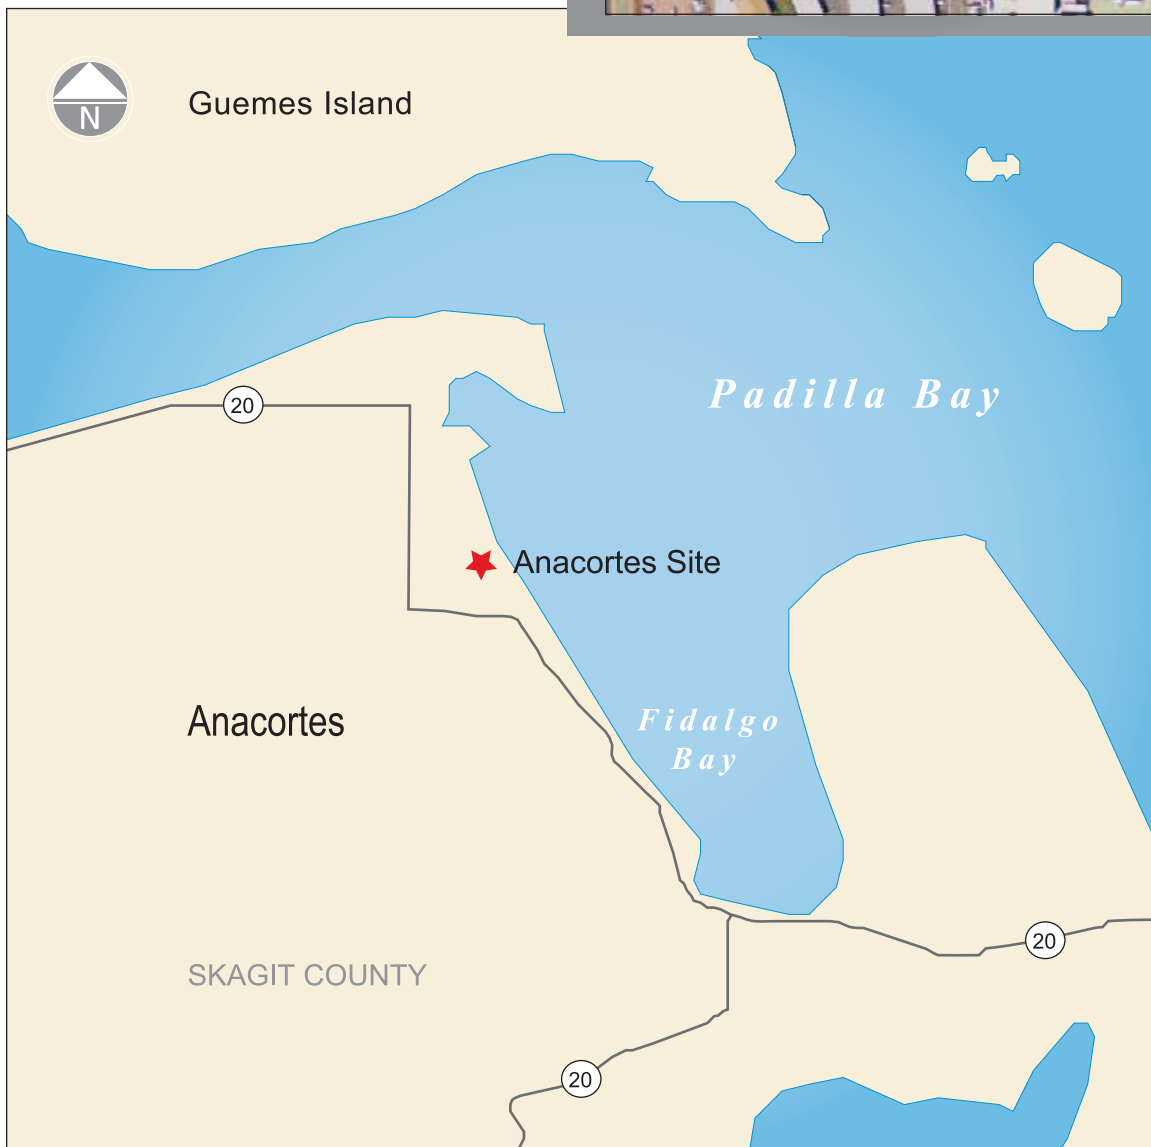 N
Guemes Island
20
Padilla Bay
Anacortes Site
Anacortes
Fidalgo
Bay
20
SKAGIT COUNTY
20